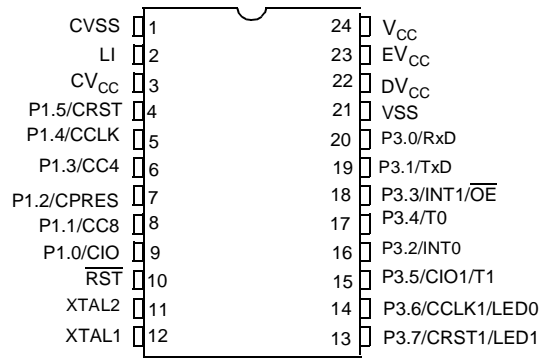 CVSS 1 24 VCC
LI 2 23 EVCC
CVCC 3 22 DVCC
P1.5/CRST 4 21 VSS
P1.4/CCLK 5 20 P3.0/RxD
P1.3/CC4 6 19 P3.1/TxD
P1.2/CPRES 7 18 P3.3/INT1/OE
P1.1/CC8 8 17 P3.4/T0
P1.0/CIO 9 16 P3.2/INT0
RST 10 15 P3.5/CIO1/T1
XTAL2 11 14 P3.6/CCLK1/LED0
XTAL1 12 13 P3.7/CRST1/LED1